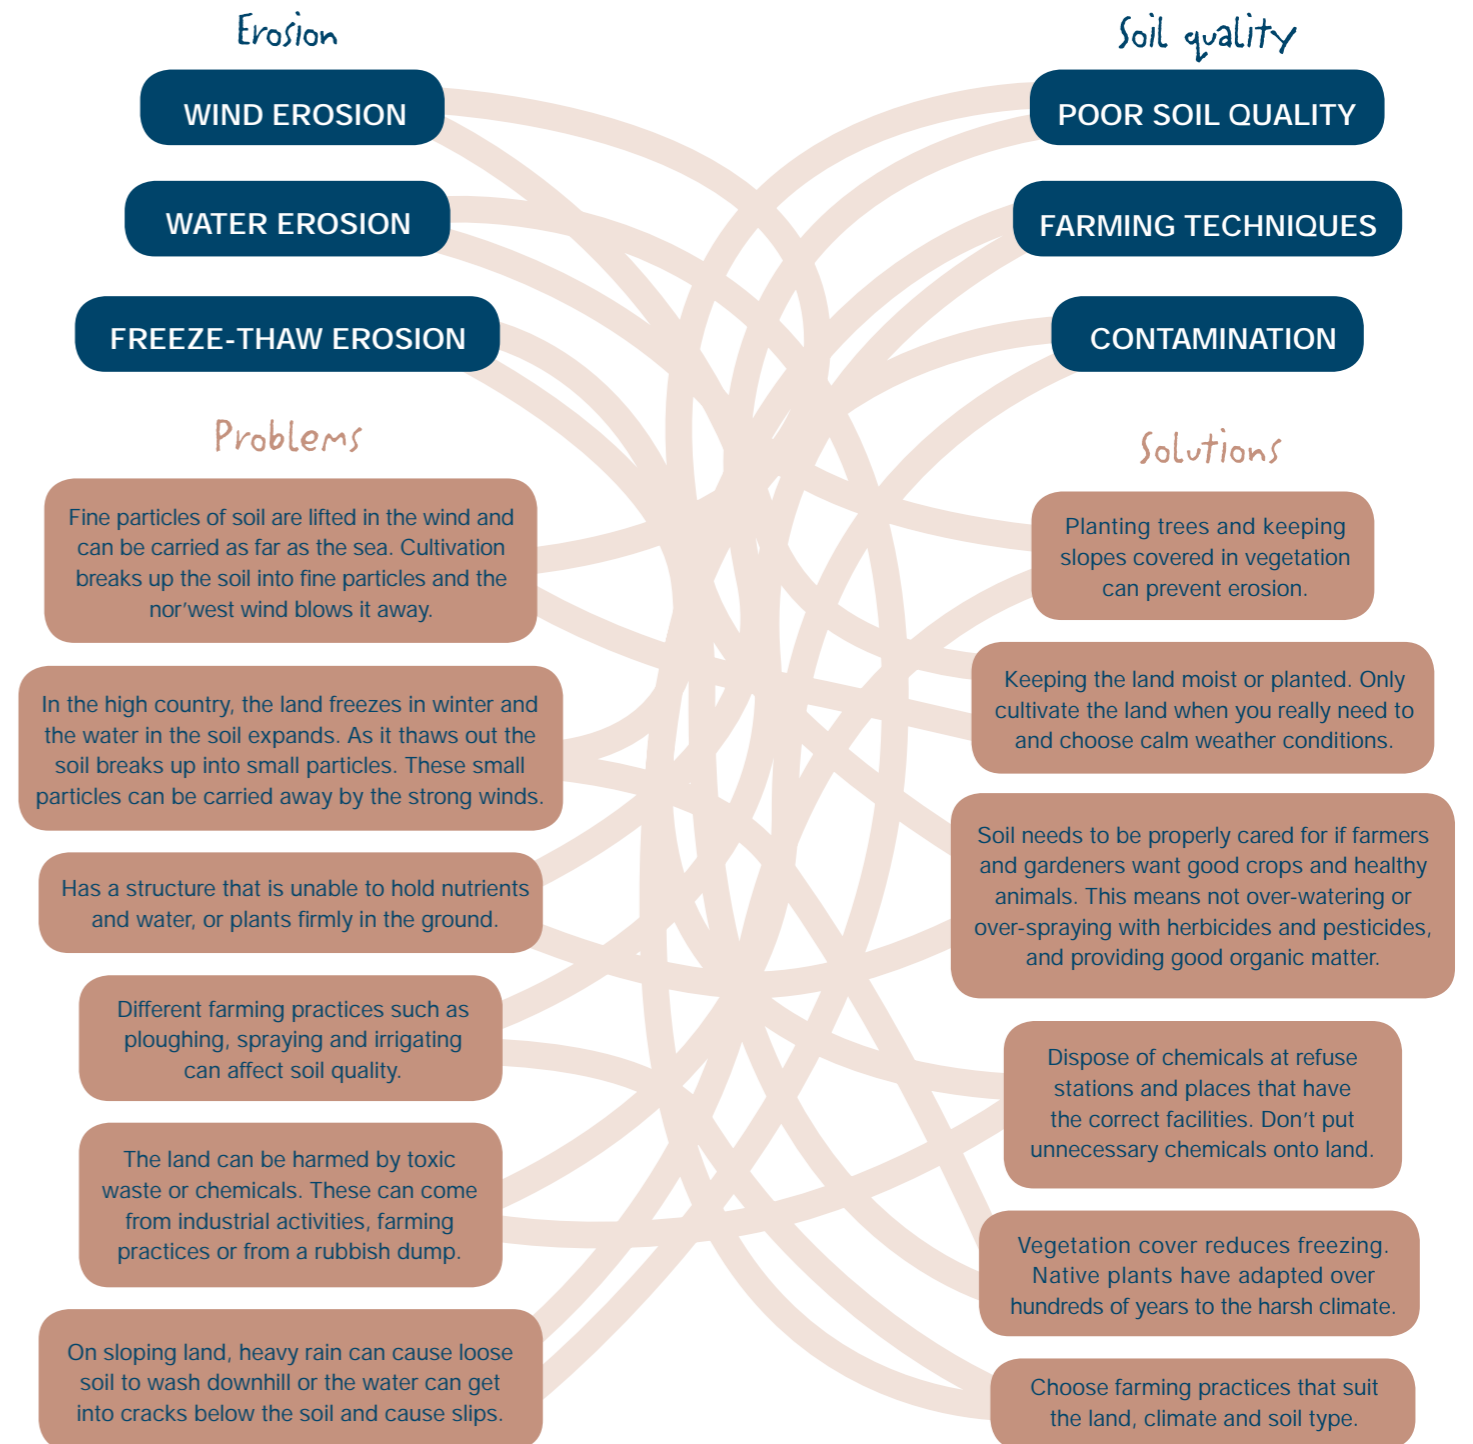 Erosion
WIND EROSION
WATER EROSION
FREEZE-THAW EROSION
Soil quality
POOR SOIL QUALITY
FARMING TECHNIQUES
CONTAMINATION
Problems
Fine particles of soil are lifted in the wind and
can be carried as far as the sea. Cultivation
breaks up the soil into fine particles and the
nor’west wind blows it away.
In the high country, the land freezes in winter and
the water in the soil expands. As it thaws out the
soil breaks up into small particles. These small
particles can be carried away by the strong winds.
Has a structure that is unable to hold nutrients
and water, or plants firmly in the ground.
Different farming practices such as
ploughing, spraying and irrigating
can affect soil quality.
The land can be harmed by toxic
waste or chemicals. These can come
from industrial activities, farming
practices or from a rubbish dump.
On sloping land, heavy rain can cause loose
soil to wash downhill or the water can get
into cracks below the soil and cause slips.
Solutions
Planting trees and keeping
slopes covered in vegetation
can prevent erosion.
Keeping the land moist or planted. Only
cultivate the land when you really need to
and choose calm weather conditions.
Soil needs to be properly cared for if farmers
and gardeners want good crops and healthy
animals. This means not over-watering or
over-spraying with herbicides and pesticides,
and providing good organic matter.
Dispose of chemicals at refuse
stations and places that have
the correct facilities. Don’t put
unnecessary chemicals onto land.
Vegetation cover reduces freezing.
Native plants have adapted over
hundreds of years to the harsh climate.
Choose farming practices that suit
the land, climate and soil type.